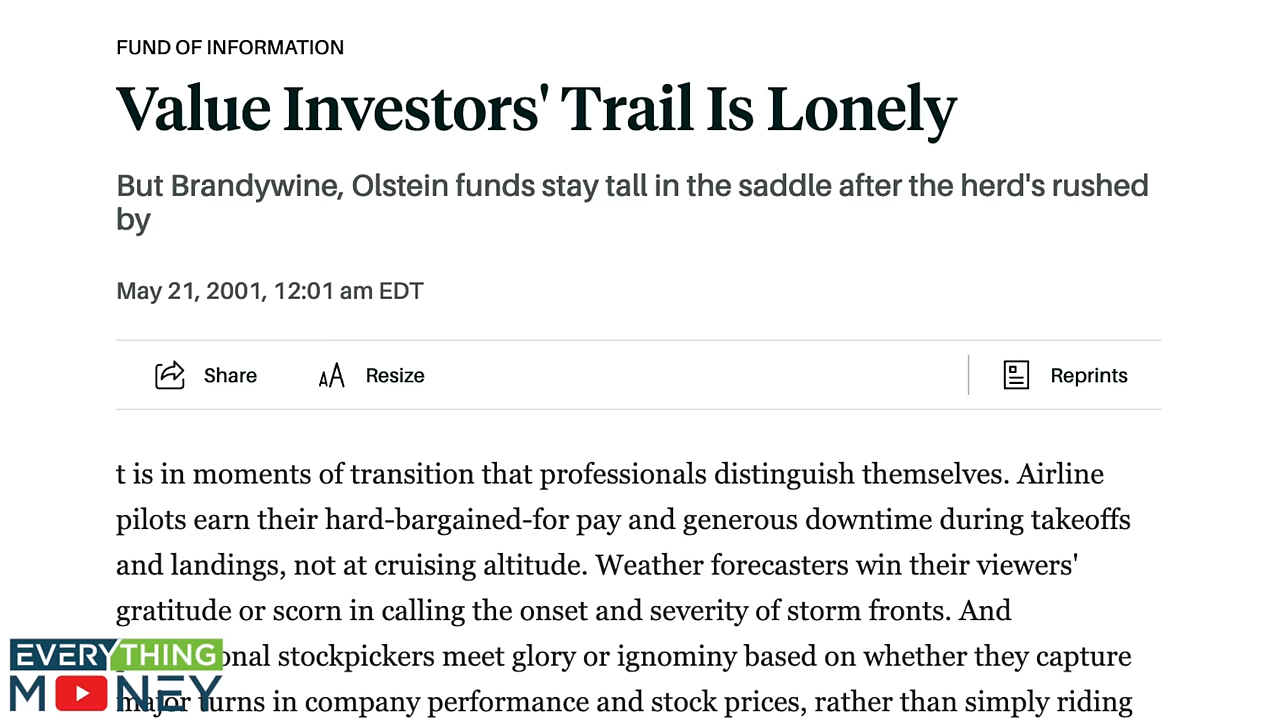 FUND OF INFORMATION
Value Investors' Trail Is Lonely
But Brandywine, Olstein funds stay tall in the saddle after the herd's rushed
by
May 21, 2001, 12:01 am EDT
Share Resize Reprints
t is in moments of transition that professionals distinguish themselves. Airline
pilots earn their hard-bargained-for pay and generous downtime during takeoffs
and landings, not at cruising altitude. Weather forecasters win their viewers'
gratitude or scorn in calling the onset and severity of storm fronts. And
onal stockpickers meet glory or ignominy based on whether they capture
major turns in company performance and stock prices, rather than simply riding
EVERYTHING
MONEY